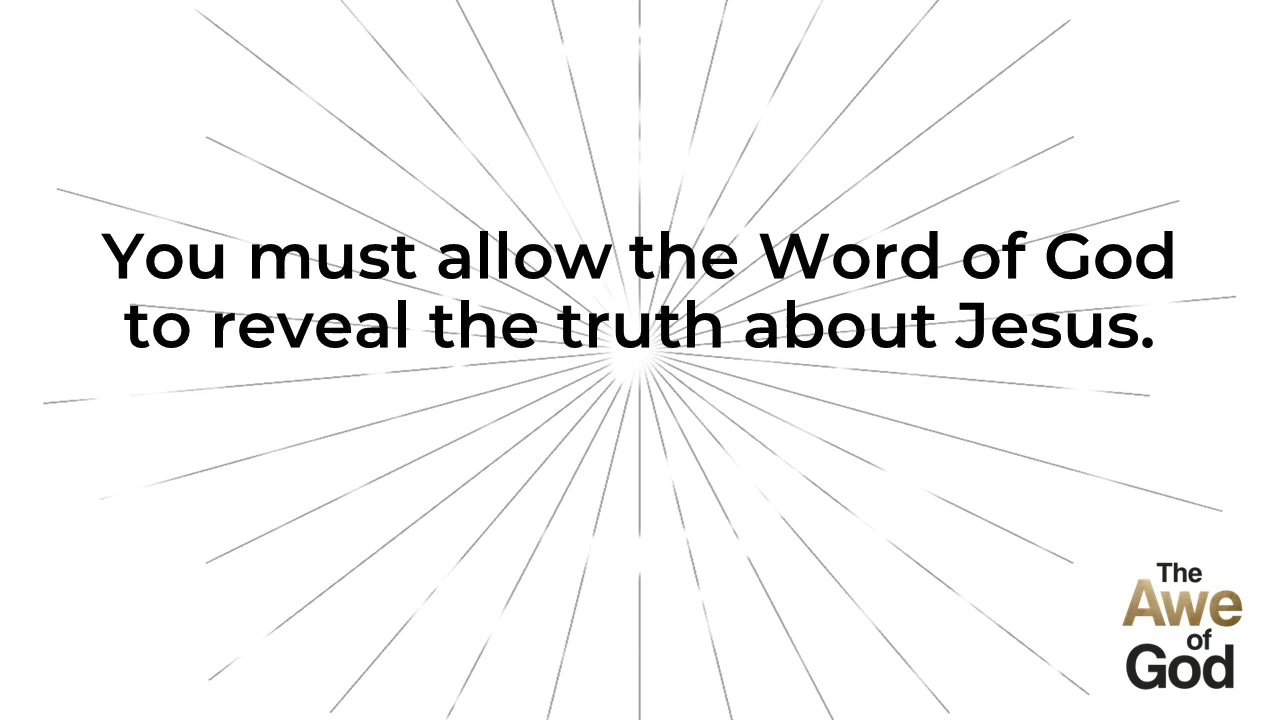 You must allow the Word of God
to reveal the truth about Jesus.
The
Awe
of
God